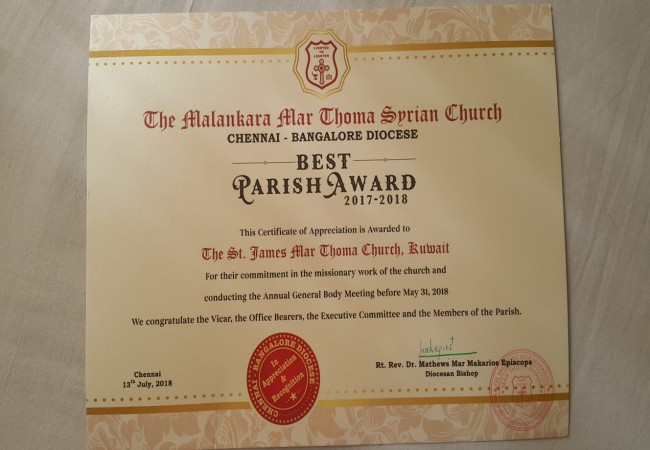 LIGHTED TO LIGHTEN
The Malankara Mar Thoma Syrian Church
CHENNAI - BANGALORE DIOCESE
BEST
PARISH AWARD
2017-2018
This Certificate of Appreciation is Awarded to
The St. James Mar Thoma Church, Kuwait
For their commitment in the missionary work of the church and
conducting the Annual General Body Meeting before May 31, 2018
We congratulate the Vicar, the Office Bearers, the Executive Committee and the Members of the Parish.
CHENNAI - BANGALORE DIOCESE
In
Appreciation
&
Recognition
Chennai
13th July, 2018
Rt. Rev. Dr. Mathews Mar Makarios Episcopa
Diocesan Bishop